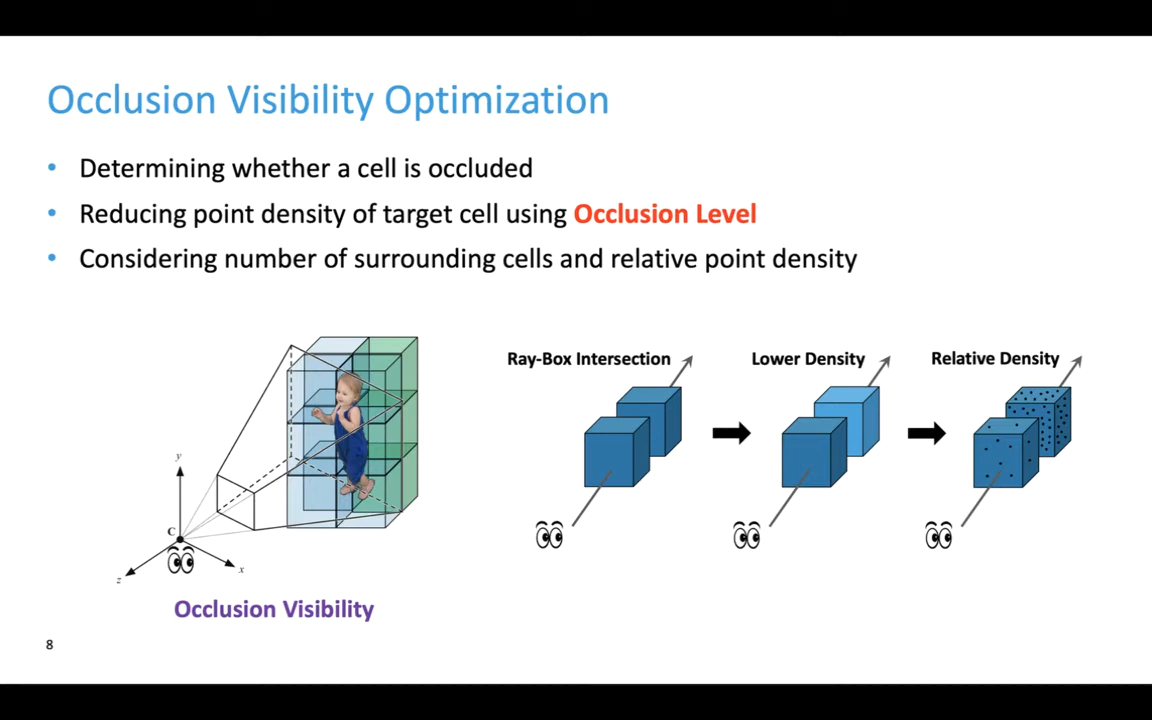 Occlusion Visibility Optimization
• Determining whether a cell is occluded
• Reducing point density of target cell using Occlusion Level
• Considering number of surrounding cells and relative point density
y
C
z
x
Occlusion Visibility
Ray-Box Intersection
Lower Density
Relative Density
8